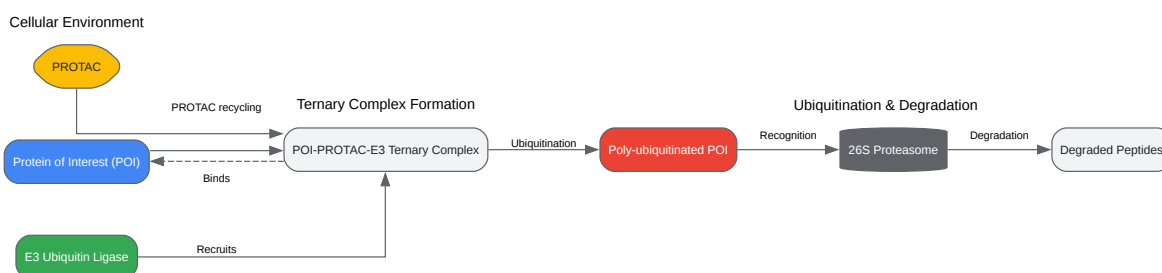 Cellular Environment
PROTAC
PROTAC recycling
Ternary Complex Formation
Ubiquitination & Degradation
Protein of Interest (POI)
POI-PROTAC-E3 Ternary Complex
Ubiquitination
Poly-ubiquitinated POI
Recognition
26S Proteasome
Degradation
Degraded Peptides
Binds
E3 Ubiquitin Ligase
Recruits